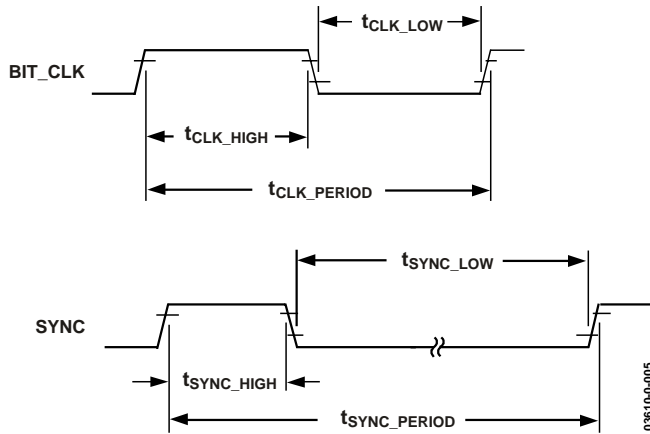 tCLK_LOW
BIT_CLK
tCLK_HIGH
tCLK_PERIOD
tSYNC_LOW
SYNC
tSYNC_HIGH
tSYNC_PERIOD
03610-0-005